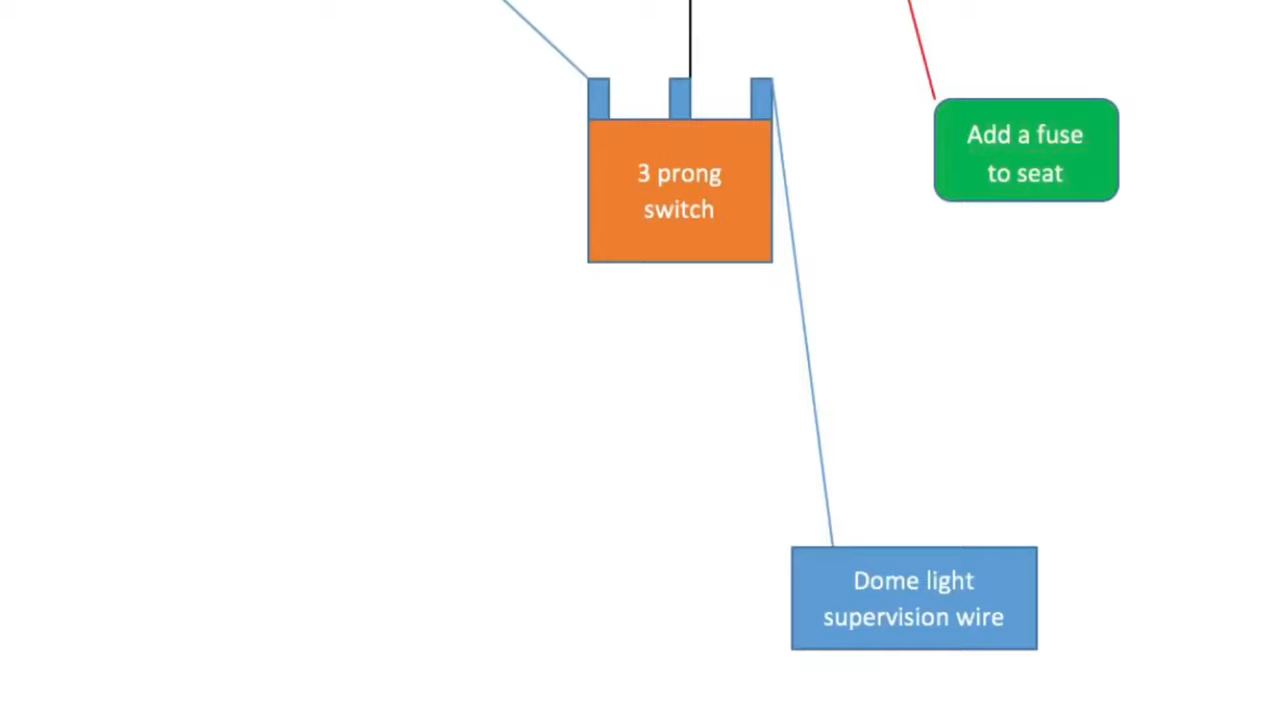 Add a fuse
to seat
3 prong
switch
Dome light
supervision wire